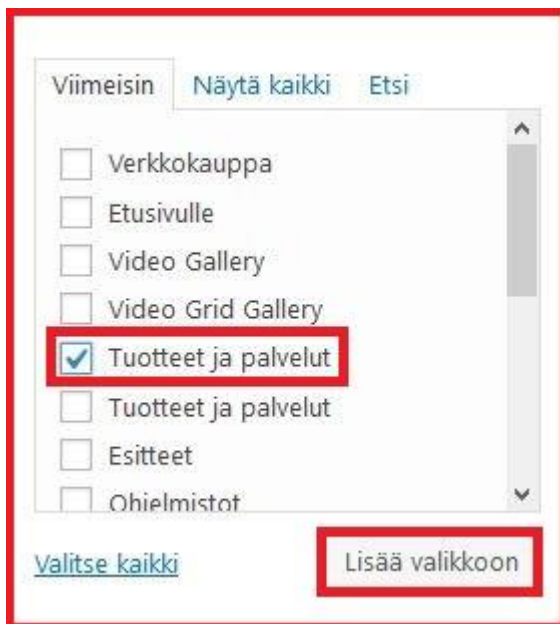 Viimeisin Näytä kaikki Etsi
Verkkokauppa
Etusivulle
Video Gallery
Video Grid Gallery
Tuotteet ja palvelut
Tuotteet ja palvelut
Esitteet
Ohjelmistot
Valitse kaikki Lisää valikkoon